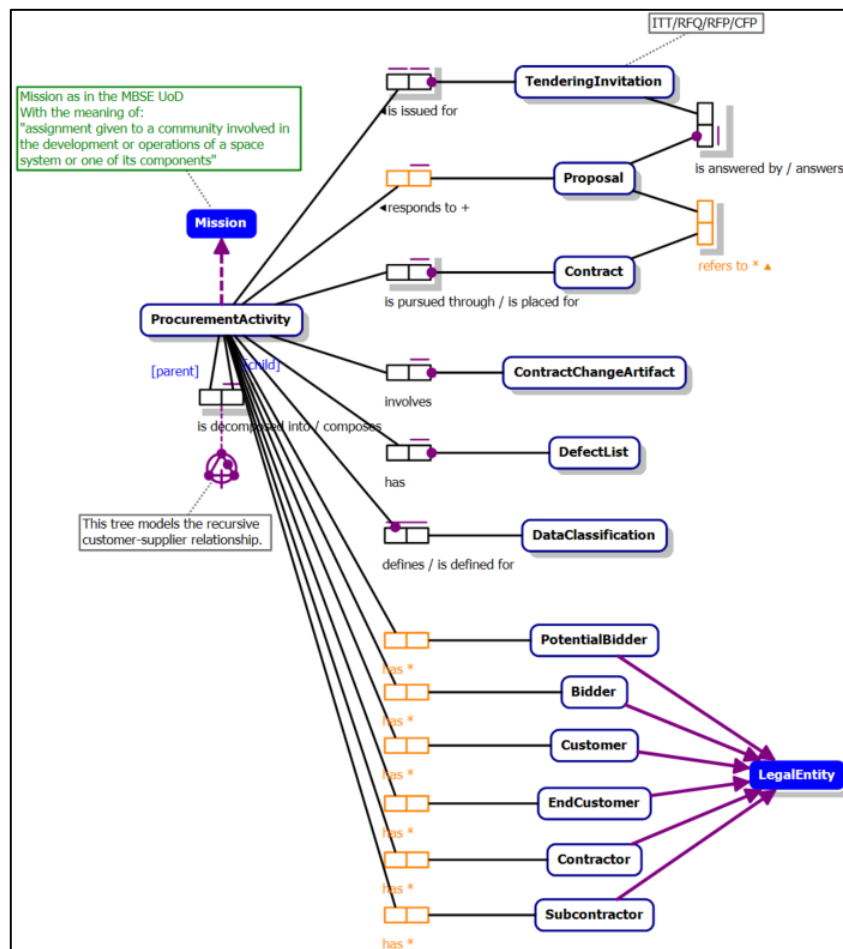 ITT/RFQ/RFP/CFP
Mission as in the MBSE UoD
With the meaning of:
"assignment given to a community involved in
the development or operations of a space
system or one of its components"
TenderingInvitation
◄is issued for
is answered by / answers
Proposal
◄responds to +
Mission
refers to * ▲
Contract
is pursued through / is placed for
ProcurementActivity
[parent]
[child]
ContractChangeArtifact
involves
is decomposed into / composes
DefectList
has
This tree models the recursive
customer-supplier relationship.
DataClassification
defines / is defined for
PotentialBidder
has *
Bidder
has *
Customer
has *
LegalEntity
EndCustomer
has *
Contractor
has *
Subcontractor
has *